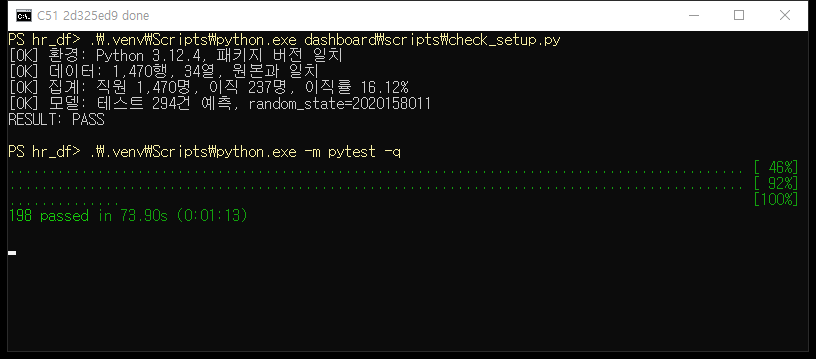 C51 2d325ed9 done
PS hr_df> .₩.venv₩Scripts₩python.exe dashboard₩scripts₩check_setup.py
[OK] 환경: Python 3.12.4, 패키지 버전 일치
[OK] 데이터: 1,470행, 34열, 원본과 일치
[OK] 집계: 직원 1,470명, 이직 237명, 이직률 16.12%
[OK] 모델: 테스트 294건 예측, random_state=2020158011
RESULT: PASS
PS hr_df> .₩.venv₩Scripts₩python.exe -m pytest -q
............................................................................................ [ 46%]
............................................................................................ [ 92%]
.............. [100%]
198 passed in 73.90s (0:01:13)